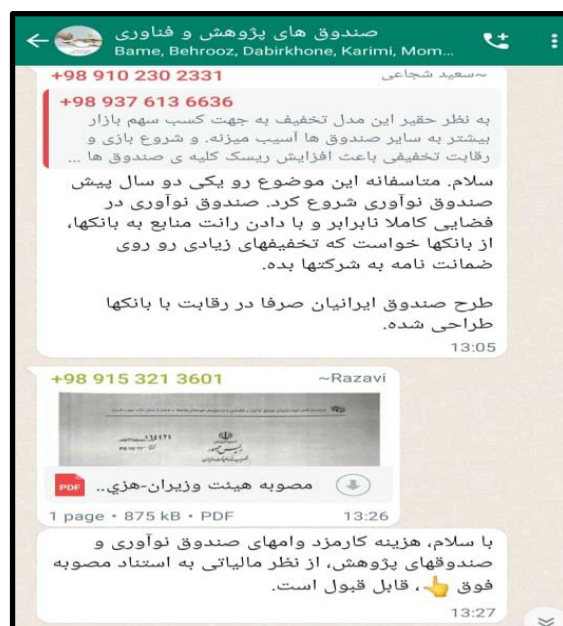 صندوق های پژوهش و فناوری
Bame, Behrooz, Dabirkhone, Karimi, Mom...
+98 910 230 2331 ~سعید شجاعی
+98 937 613 6636
به نظر حقیر این مدل تخفیف به جهت کسب سهم بازار
بیشتر به سایر صندوق ها آسیب میزنه. و شروع بازی و
رقابت تخفیفی باعث افزایش ریسک کلیه ی صندوق ها ...
سلام. متاسفانه این موضوع رو یکی دو سال پیش
صندوق نوآوری شروع کرد. صندوق نوآوری در
فضایی کاملا نابرابر و با دادن رانت منابع به بانکها،
از بانکها خواست که تخفیفهای زیادی رو روی
ضمانت نامه به شرکتها بده.
طرح صندوق ایرانیان صرفا در رقابت با بانکها
طراحی شده.
13:05
+98 915 321 3601 ~Razavi
مصوبه هیئت وزیران-هزي..
PDF
1 page • 875 kB • PDF 13:26
با سلام، هزینه کارمزد وامهای صندوق نوآوری و
صندوقهای پژوهش، از نظر مالیاتی به استناد مصوبه
فوق 👆، قابل قبول است.
13:27